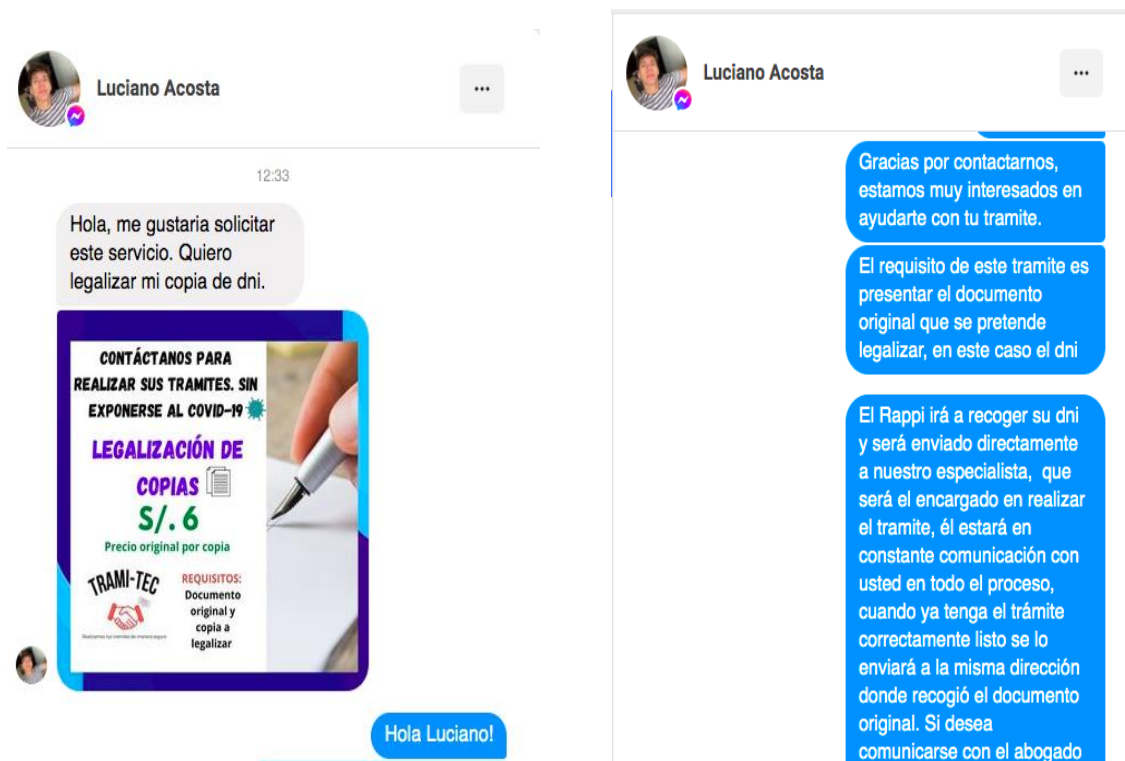 Luciano Acosta
...
12:33
Hola, me gustaria solicitar
este servicio. Quiero
legalizar mi copia de dni.
CONTÁCTANOS PARA
REALIZAR SUS TRAMITES. SIN
EXPONERSE AL COVID-19
LEGALIZACIÓN DE
COPIAS
S/. 6
Precio original por copia
TRAMI-TEC
Realizamos tus tramites de manera segura
REQUISITOS:
Documento
original y
copia a
legalizar
Hola Luciano!
Luciano Acosta
...
Gracias por contactarnos,
estamos muy interesados en
ayudarte con tu tramite.
El requisito de este tramite es
presentar el documento
original que se pretende
legalizar, en este caso el dni
El Rappi irá a recoger su dni
y será enviado directamente
a nuestro especialista, que
será el encargado en realizar
el tramite, él estará en
constante comunicación con
usted en todo el proceso,
cuando ya tenga el trámite
correctamente listo se lo
enviará a la misma dirección
donde recogió el documento
original. Si desea
comunicarse con el abogado